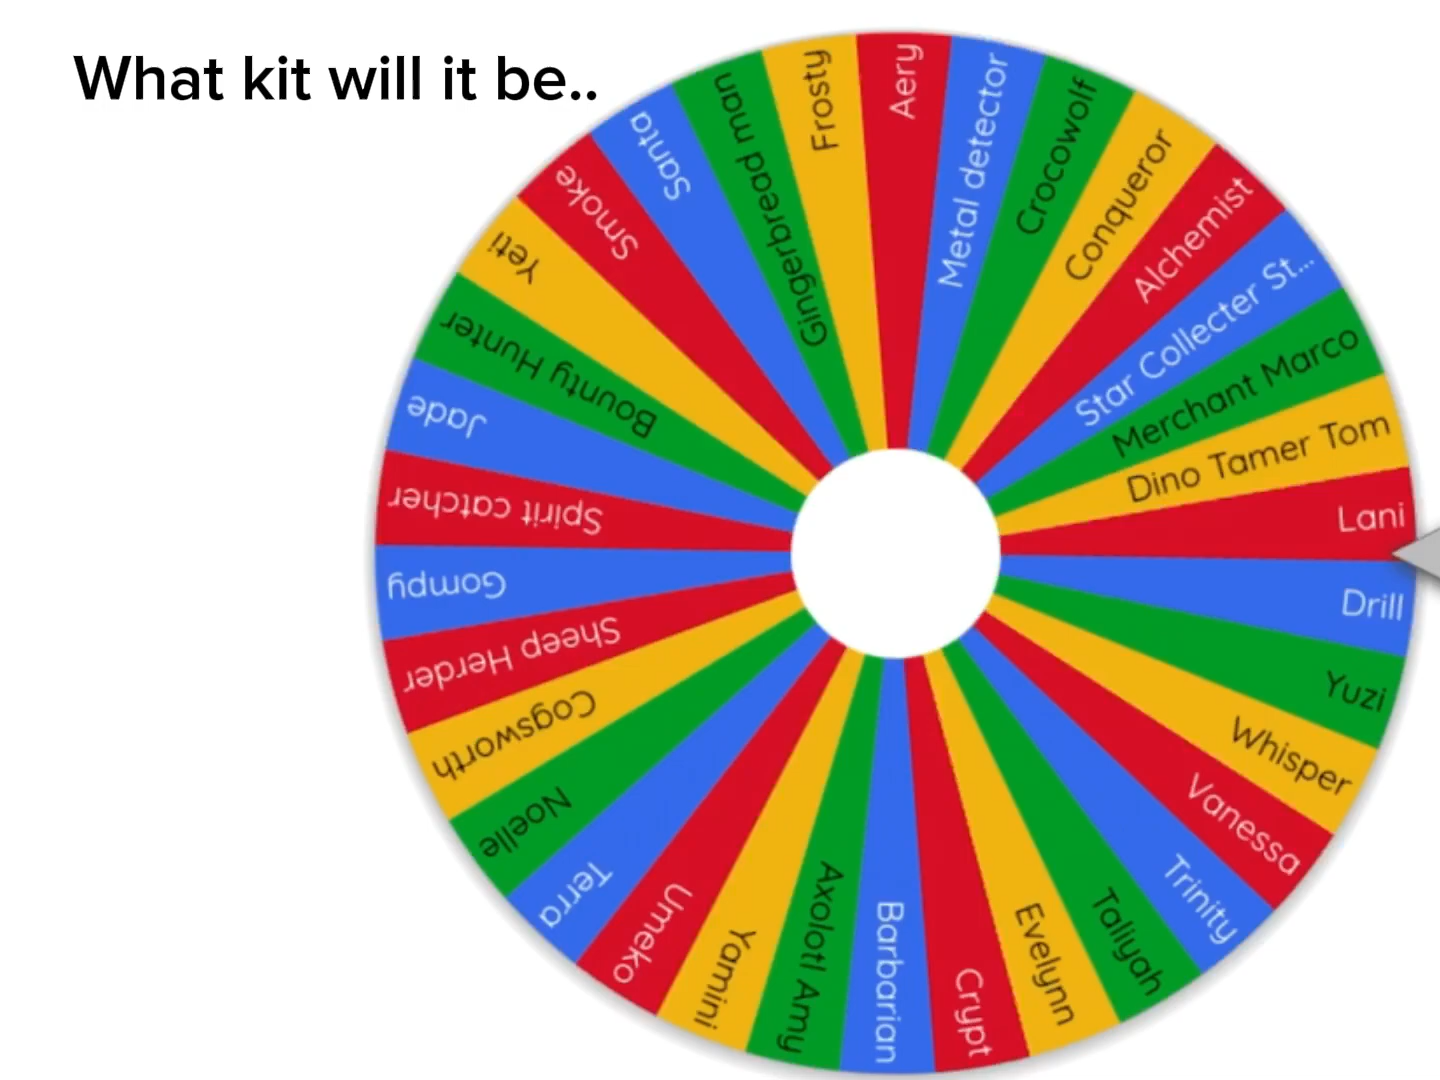 What kit will it be..
Aery
Metal detector
Crocowolf
Conqueror
Alchemist
Star Collecter St...
Merchant Marco
Dino Tamer Tom
Lani
Drill
Yuzi
Whisper
Vanessa
Trinity
Taliyah
Evelynn
Crypt
Barbarian
Axolotl Amy
Yamini
Umeko
Terra
Noelle
Cogsworth
Sheep Herder
Gompy
Spirit catcher
Jade
Bounty Hunter
Yeti
Smoke
Santa
Gingerbread man
Frosty